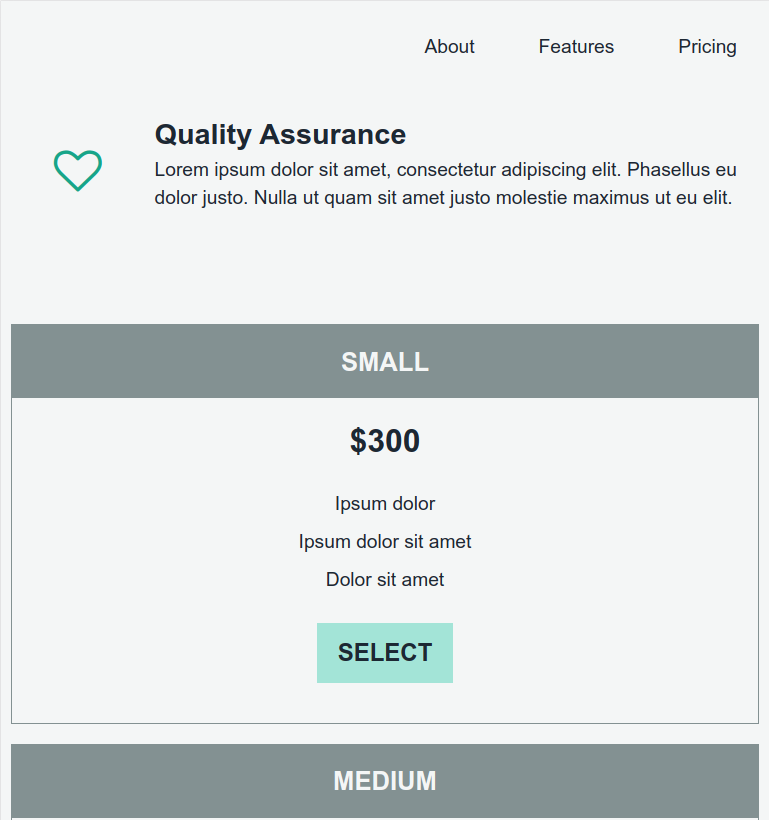 About Features Pricing
Quality Assurance
Lorem ipsum dolor sit amet, consectetur adipiscing elit. Phasellus eu
dolor justo. Nulla ut quam sit amet justo molestie maximus ut eu elit.
SMALL
$300
Ipsum dolor
Ipsum dolor sit amet
Dolor sit amet
SELECT
MEDIUM